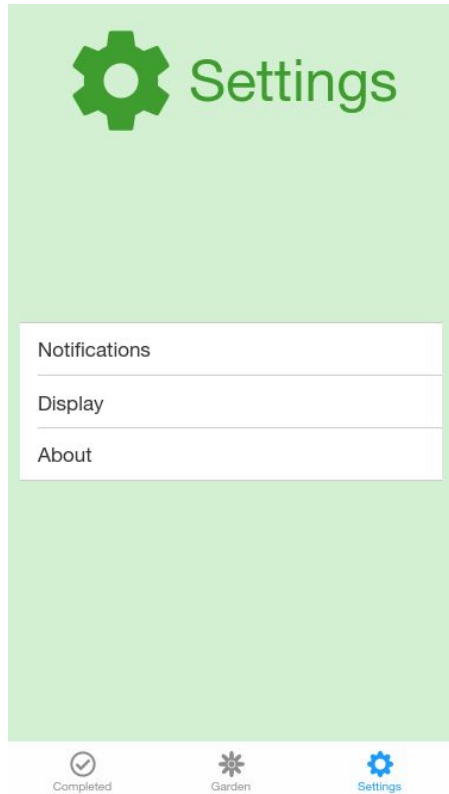 Settings
Notifications
Display
About
Completed
Garden
Settings